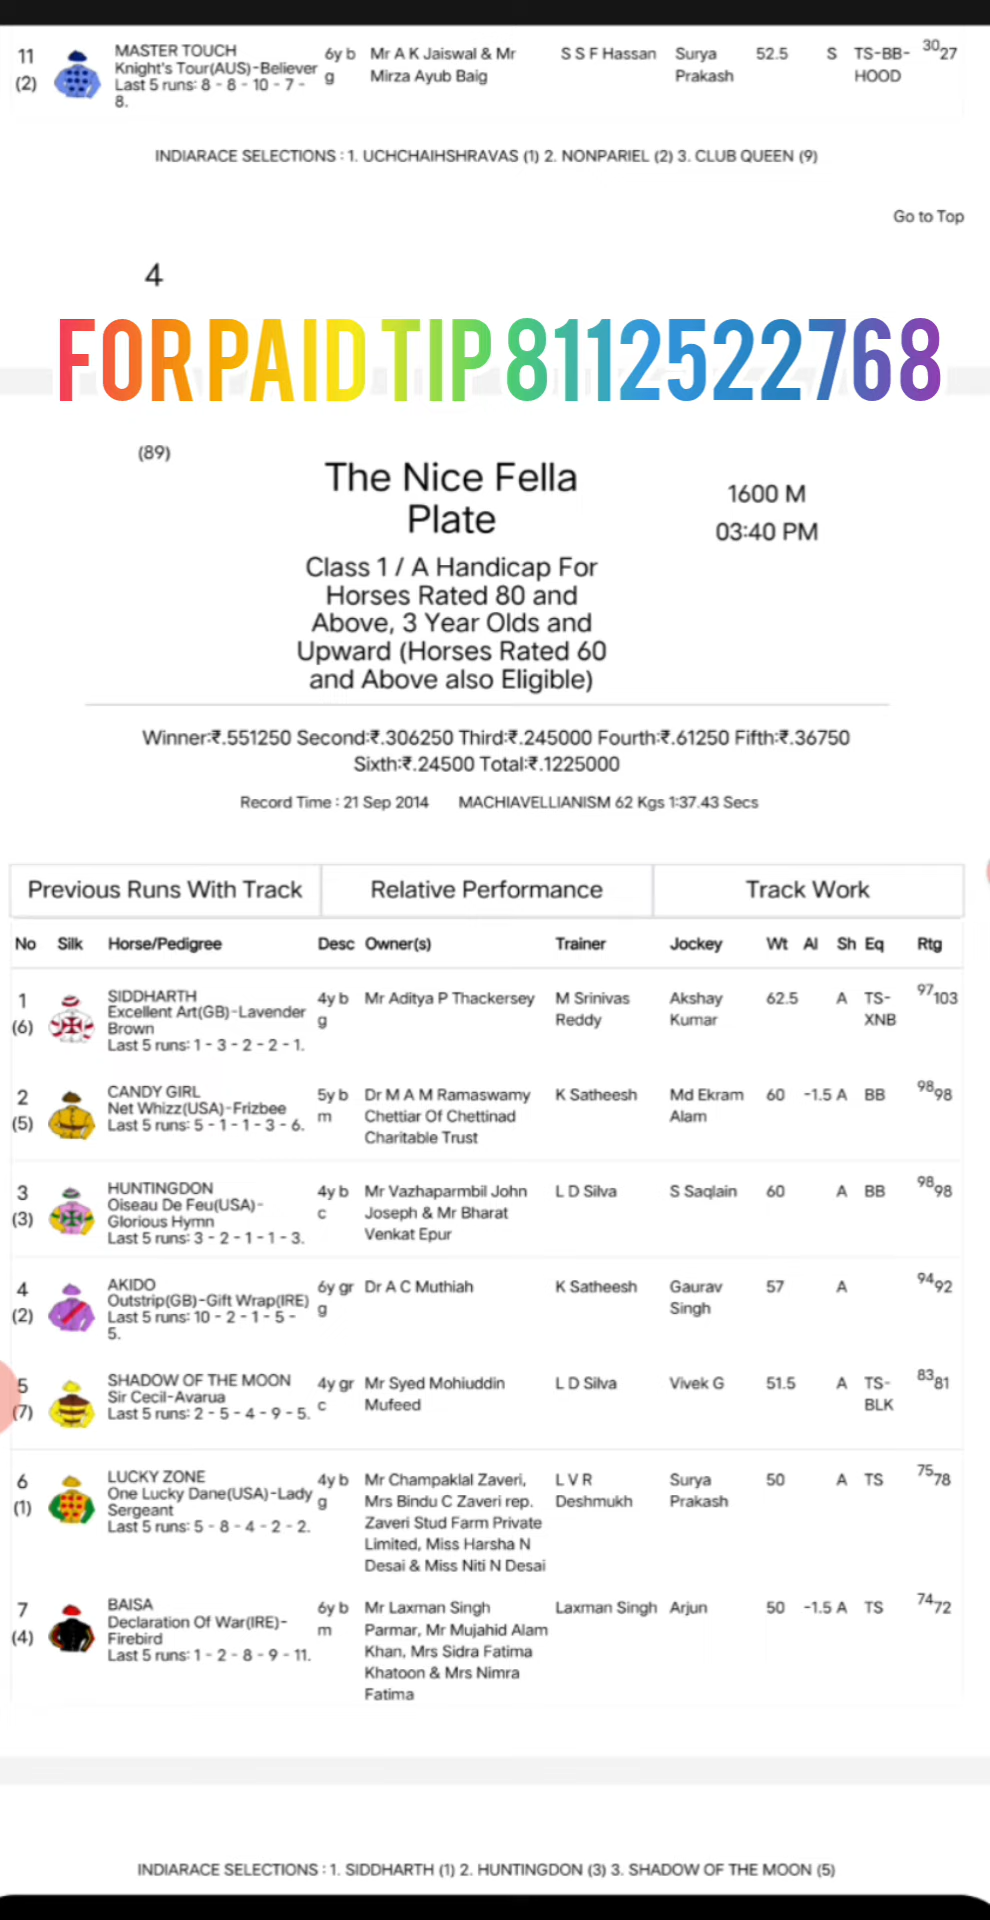 11 MASTER TOUCH 6y b Mr A K Jaiswal & Mr S S F Hassan Surya 52.5 S TS-BB- 3027
(2) Knight's Tour(AUS)-Believer g Mirza Ayub Baig Prakash HOOD
Last 5 runs: 8 - 8 - 10 - 7 -
8.
INDIARACE SELECTIONS : 1. UCHCHAIHSHRAVAS (1) 2. NONPARIEL (2) 3. CLUB QUEEN (9)
Go to Top
4
FOR PAID TIP 8112522768
(89)
The Nice Fella
Plate
1600 M
03:40 PM
Class 1 / A Handicap For
Horses Rated 80 and
Above, 3 Year Olds and
Upward (Horses Rated 60
and Above also Eligible)
Winner:₹.551250 Second:₹.306250 Third:₹.245000 Fourth:₹.61250 Fifth:₹.36750
Sixth:₹.24500 Total:₹.1225000
Record Time : 21 Sep 2014 MACHIAVELLIANISM 62 Kgs 1:37.43 Secs
Previous Runs With Track Relative Performance Track Work
No Silk Horse/Pedigree Desc Owner(s) Trainer Jockey Wt Al Sh Eq Rtg
1 SIDDHARTH 4y b Mr Aditya P Thackersey M Srinivas Akshay 62.5 A TS- 97103
(6) Excellent Art(GB)-Lavender g Reddy Kumar XNB
Brown
Last 5 runs: 1 - 3 - 2 - 2 - 1.
2 CANDY GIRL 5y b Dr M A M Ramaswamy K Satheesh Md Ekram 60 -1.5 A BB 9898
(5) Net Whizz(USA)-Frizbee m Chettiar Of Chettinad Alam
Last 5 runs: 5 - 1 - 1 - 3 - 6. Charitable Trust
3 HUNTINGDON 4y b Mr Vazhaparmbil John L D Silva S Saqlain 60 A BB 9898
(3) Oiseau De Feu(USA)- c Joseph & Mr Bharat
Glorious Hymn Venkat Epur
Last 5 runs: 3 - 2 - 1 - 1 - 3.
4 AKIDO 6y gr Dr A C Muthiah K Satheesh Gaurav 57 A 9492
(2) Outstrip(GB)-Gift Wrap(IRE) g Singh
Last 5 runs: 10 - 2 - 1 - 5 -
5.
5 SHADOW OF THE MOON 4y gr Mr Syed Mohiuddin L D Silva Vivek G 51.5 A TS- 8381
(7) Sir Cecil-Avarua c Mufeed BLK
Last 5 runs: 2 - 5 - 4 - 9 - 5.
6 LUCKY ZONE 4y b Mr Champaklal Zaveri, L V R Surya 50 A TS 7578
(1) One Lucky Dane(USA)-Lady g Mrs Bindu C Zaveri rep. Deshmukh Prakash
Sergeant Zaveri Stud Farm Private
Last 5 runs: 5 - 8 - 4 - 2 - 2. Limited, Miss Harsha N
Desai & Miss Niti N Desai
7 BAISA 6y b Mr Laxman Singh Laxman Singh Arjun 50 -1.5 A TS 7472
(4) Declaration Of War(IRE)- m Parmar, Mr Mujahid Alam
Firebird Khan, Mrs Sidra Fatima
Last 5 runs: 1 - 2 - 8 - 9 - 11. Khatoon & Mrs Nimra
Fatima
INDIARACE SELECTIONS : 1. SIDDHARTH (1) 2. HUNTINGDON (3) 3. SHADOW OF THE MOON (5)